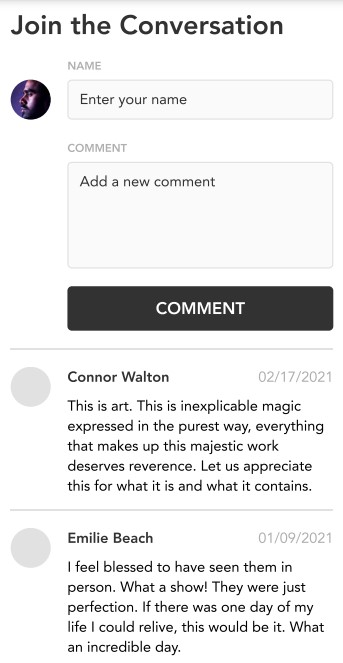 Join the Conversation
NAME
Enter your name
COMMENT
Add a new comment
COMMENT
Connor Walton 02/17/2021
This is art. This is inexplicable magic
expressed in the purest way, everything
that makes up this majestic work
deserves reverence. Let us appreciate
this for what it is and what it contains.
Emilie Beach 01/09/2021
I feel blessed to have seen them in
person. What a show! They were just
perfection. If there was one day of my
life I could relive, this would be it. What
an incredible day.